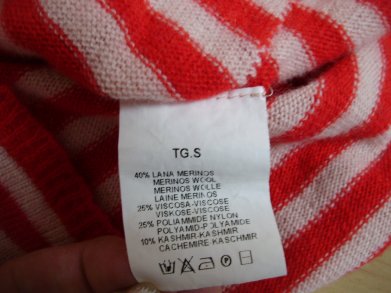 TG.S
40% LANA MERINOS
MERINOS WOOL
MERINOS WOLLE
LAINE MERINOS
25% VISCOSA-VISCOSE
VISKOSE-VISCOSE
25% POLIAMMIDE NYLON
POLYAMID-POLYAMIDE
10% KASHMIR-CASHMERE
CACHEMIRE-KASCHMIR